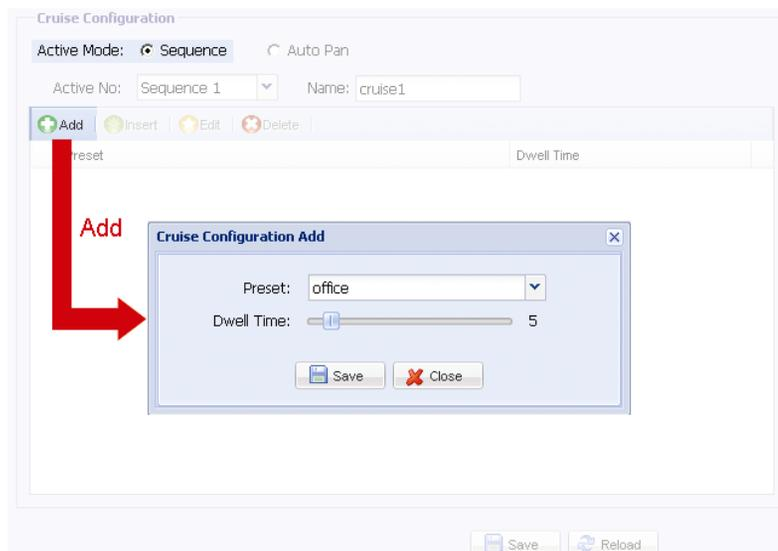 Cruise Configuration
Active Mode: Sequence Auto Pan
Active No: Sequence 1 Name: cruise1
Add Insert Edit Delete
Preset Dwell Time
Add
Cruise Configuration Add
Preset: office
Dwell Time: 5
Save Close
Save Reload